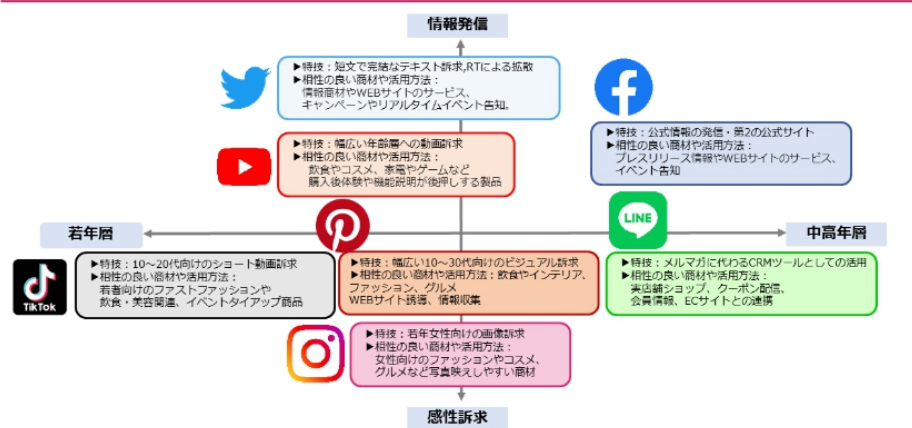 情報発信
▶特技：短文で完結なテキスト訴求,RTによる拡散
▶相性の良い商材や活用方法：
情報商材やWEBサイトのサービス、
キャンペーンやリアルタイムイベント告知。
▶特技：公式情報の発信・第2の公式サイト
▶相性の良い商材や活用方法：
プレスリリース情報やWEBサイトのサービス、
イベント告知
▶特技：幅広い年齢層への動画訴求
▶相性の良い商材や活用方法：
飲食やコスメ、家電やゲームなど
購入後体験や機能説明が後押しする製品
若年層
LINE
中高年層
TikTok
▶特技：10～20代向けのショート動画訴求
▶相性の良い商材や活用方法：
若者向けのファストファッションや
飲食・美容関連、イベントタイアップ商品
▶特技：幅広い10～30代向けのビジュアル訴求
▶相性の良い商材や活用方法：飲食やインテリア、
ファッション、グルメ
WEBサイト誘導、情報収集
▶特技：メルマガに代わるCRMツールとしての活用
▶相性の良い商材や活用方法：
実店舗ショップ、クーポン配信、
会員情報、ECサイトとの連携
▶特技：若年女性向けの画像訴求
▶相性の良い商材や活用方法：
女性向けのファッションやコスメ、
グルメなど写真映えしやすい商材
感性訴求